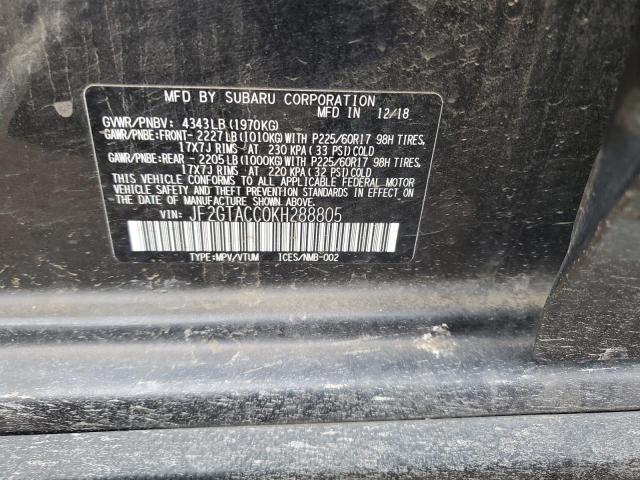 MFD BY SUBARU CORPORATION
MFD IN 12/18
GVWR/PNBV: 4343LB(1970KG)
GAWR/PNBE:FRONT-2227LB(1010KG)WITH P225/60R17 98H TIRES,
17X7J RIMS AT 230 KPA(33 PSI)COLD
GAWR/PNBE:REAR -2205LB(1000KG)WITH P225/60R17 98H TIRES,
17X7J RIMS AT 220 KPA(32 PSI)COLD
THIS VEHICLE CONFORMS TO ALL APPLICABLE FEDERAL MOTOR
VEHICLE SAFETY AND THEFT PREVENTION STANDARDS IN EFFECT ON
THE DATE OF MANUFACTURE SHOWN ABOVE.
VIN: JF2GTACC0KH288805
TYPE:MPV/VTUM ICES/NMB-002